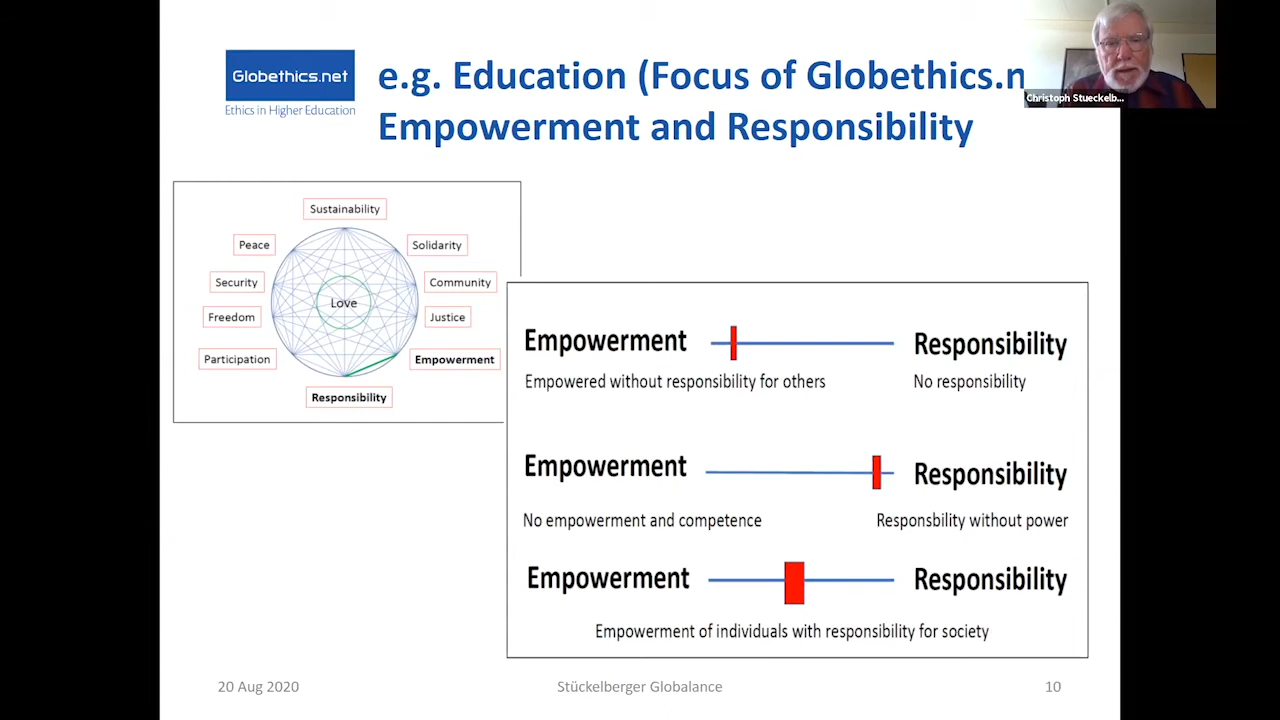 Globethics.net
Ethics in Higher Education
e.g. Education (Focus of Globethics.n
Empowerment and Responsibility
Christoph Stueckelb...
Sustainability
Peace
Solidarity
Security
Community
Love
Freedom
Justice
Participation
Empowerment
Responsibility
Empowerment
Responsibility
Empowered without responsibility for others
No responsibility
Empowerment
Responsibility
No empowerment and competence
Responsbility without power
Empowerment
Responsibility
Empowerment of individuals with responsibility for society
20 Aug 2020
Stückelberger Globalance
10